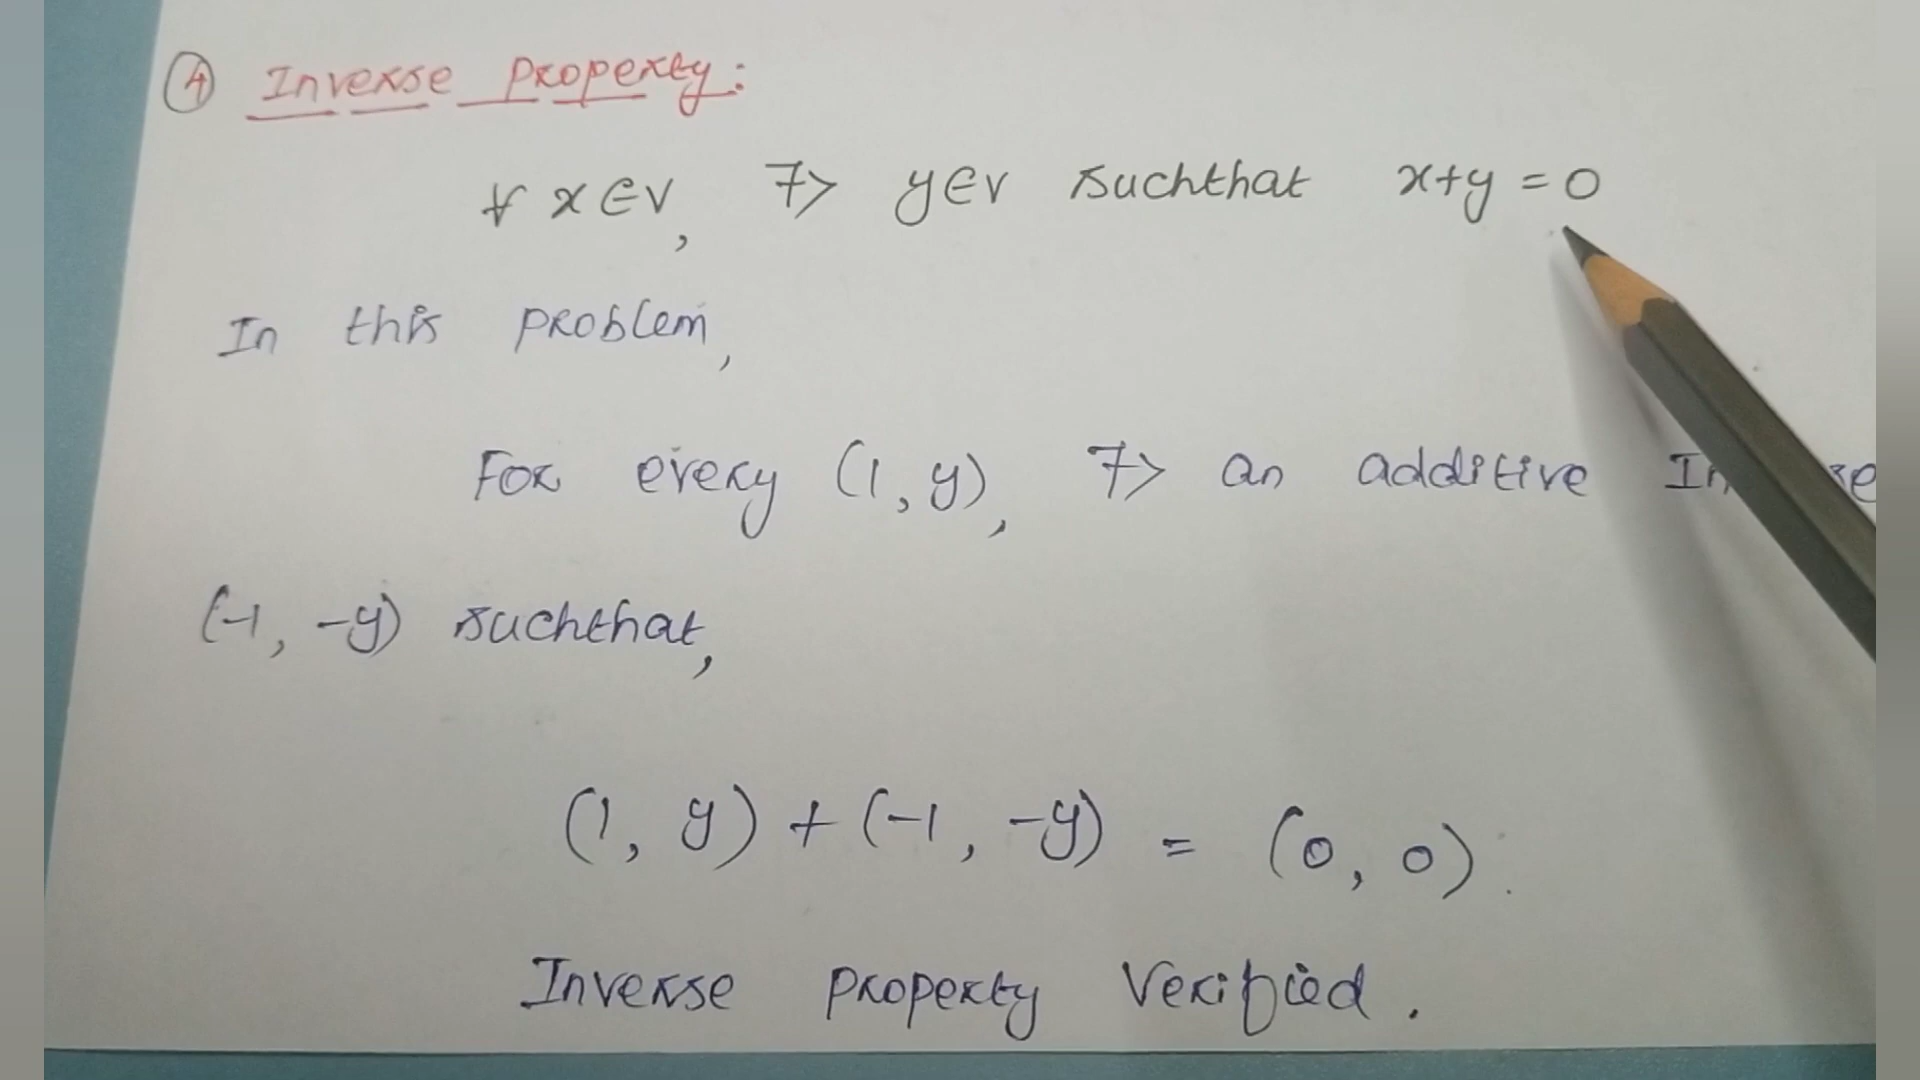 ④ Inverse Property:
∀ x∈V, ∃ y∈V suchthat x+y = 0
In this problem,
For every (1, y), ∃ an additive
(-1, -y) suchthat,
(1, y) + (-1, -y) = (0, 0).
Inverse property Verified.